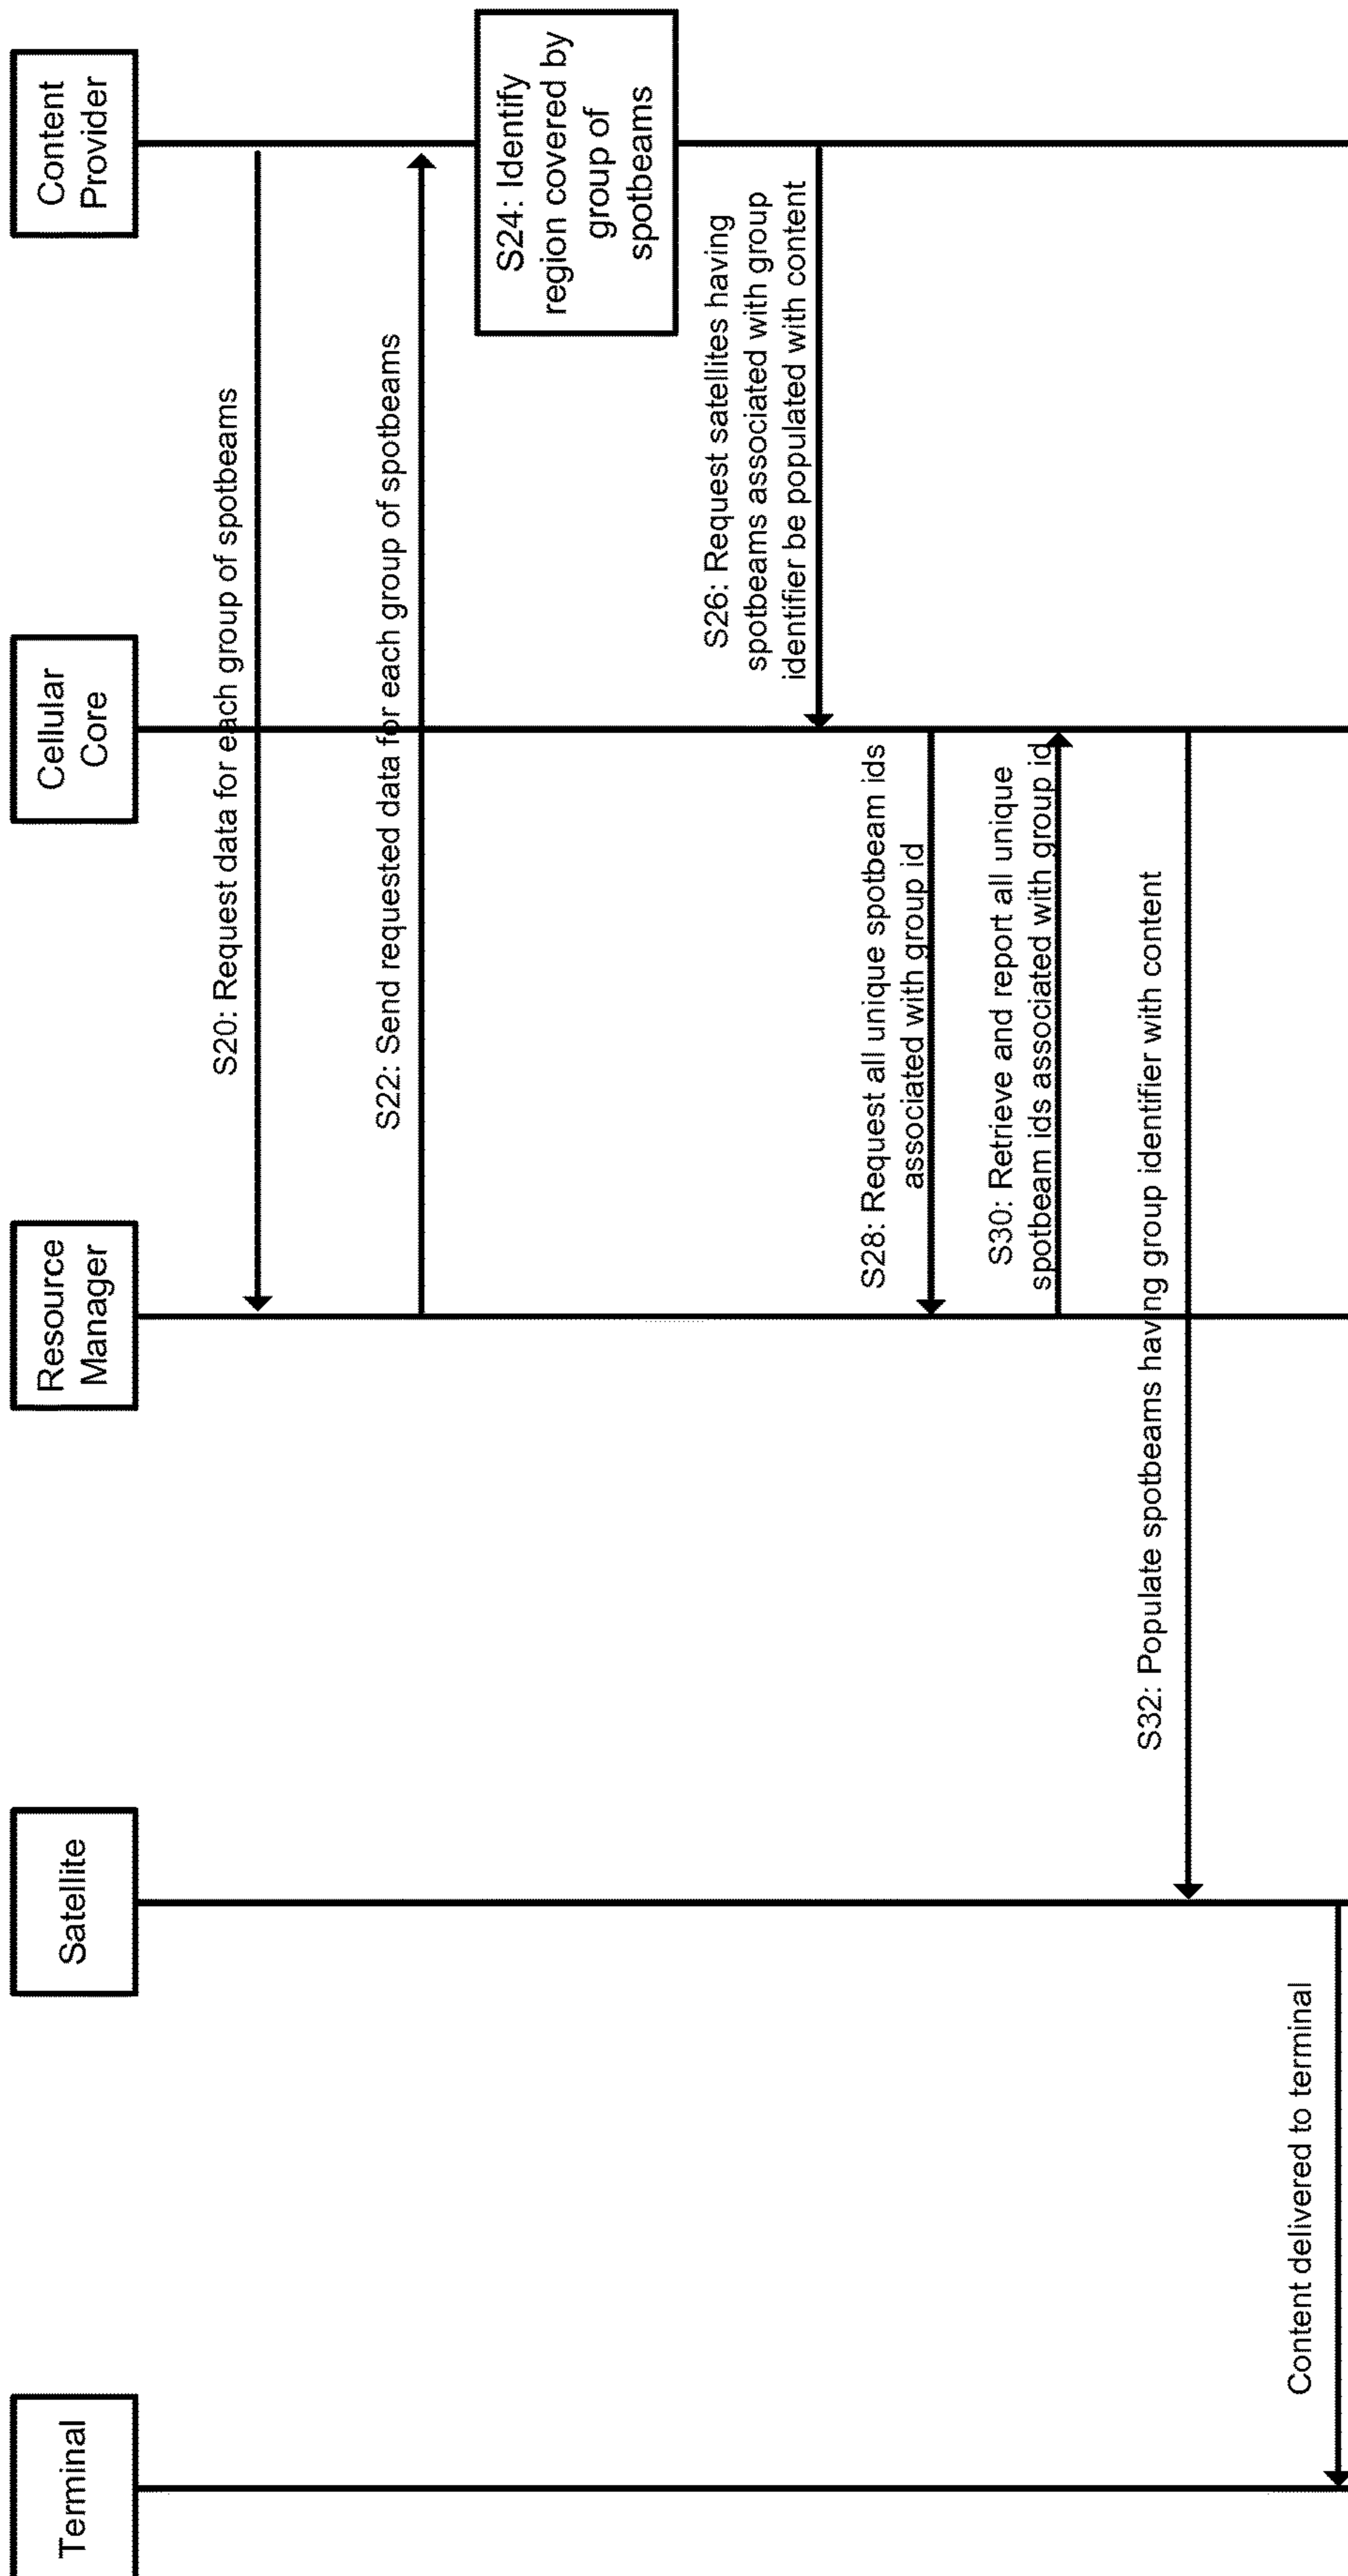 Terminal
Satellite
Resource
Manager
Cellular
Core
Content
Provider
S20: Request data for each group of spotbeams
S22: Send requested data for each group of spotbeams
S24: Identify
region covered by
group of
spotbeams
S26: Request satellites having
spotbeams associated with group
identifier be populated with content
S28: Request all unique spotbeam ids
associated with group id
S30: Retrieve and report all unique
spotbeam ids associated with group id
S32: Populate spotbeams having group identifier with content
Content delivered to terminal